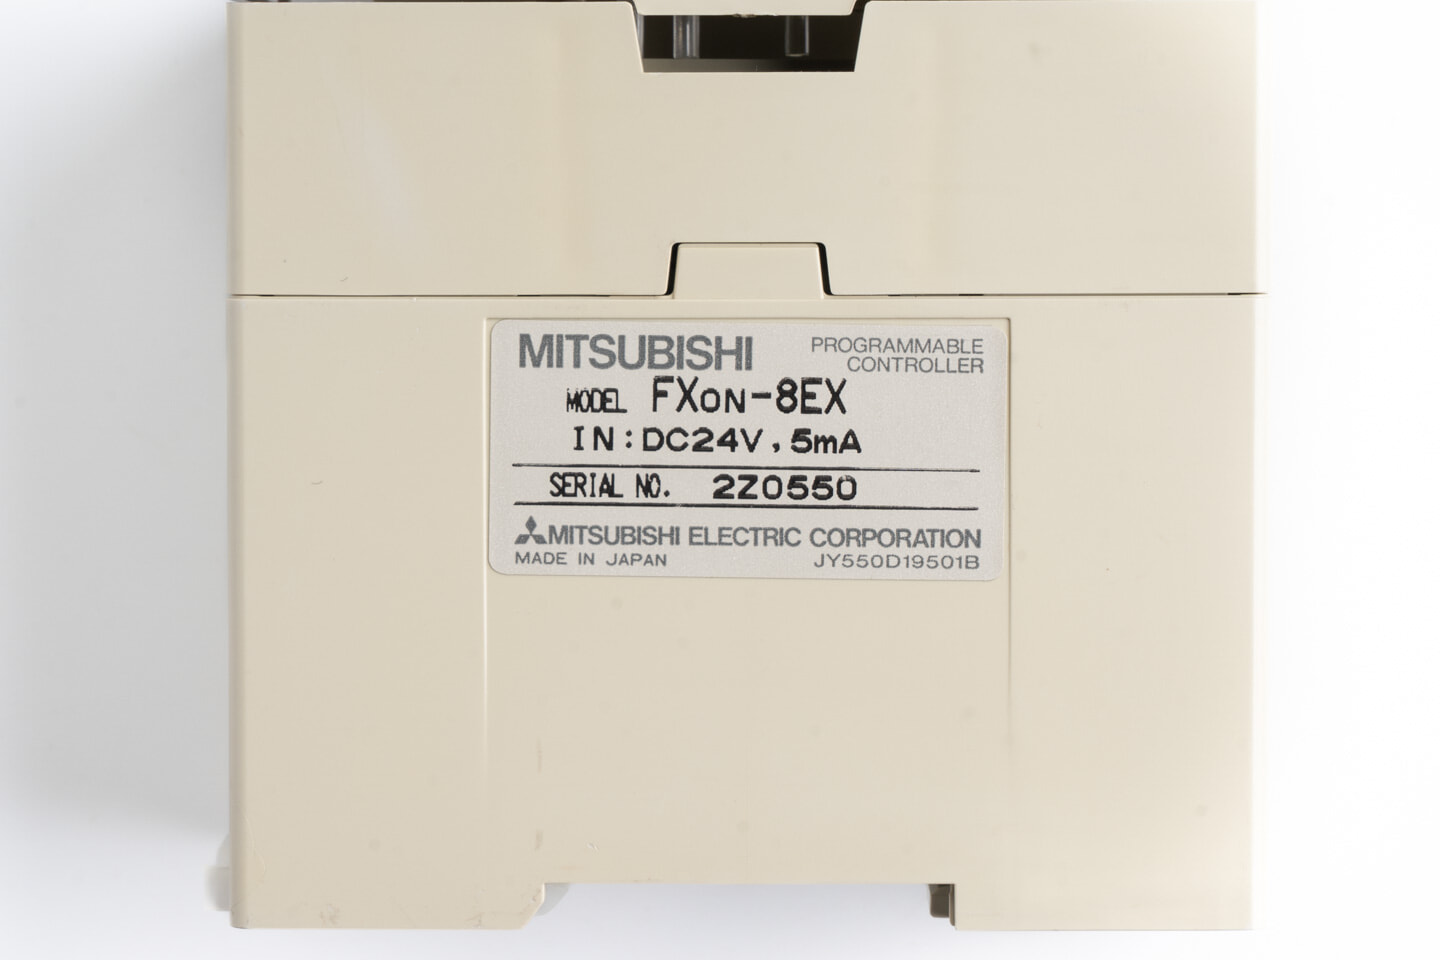 MITSUBISHI
PROGRAMMABLE
CONTROLLER
MODEL FXON-8EX
IN:DC24V, 5mA
SERIAL NO. 2Z0550
MITSUBISHI ELECTRIC CORPORATION
MADE IN JAPAN JY550D19501B